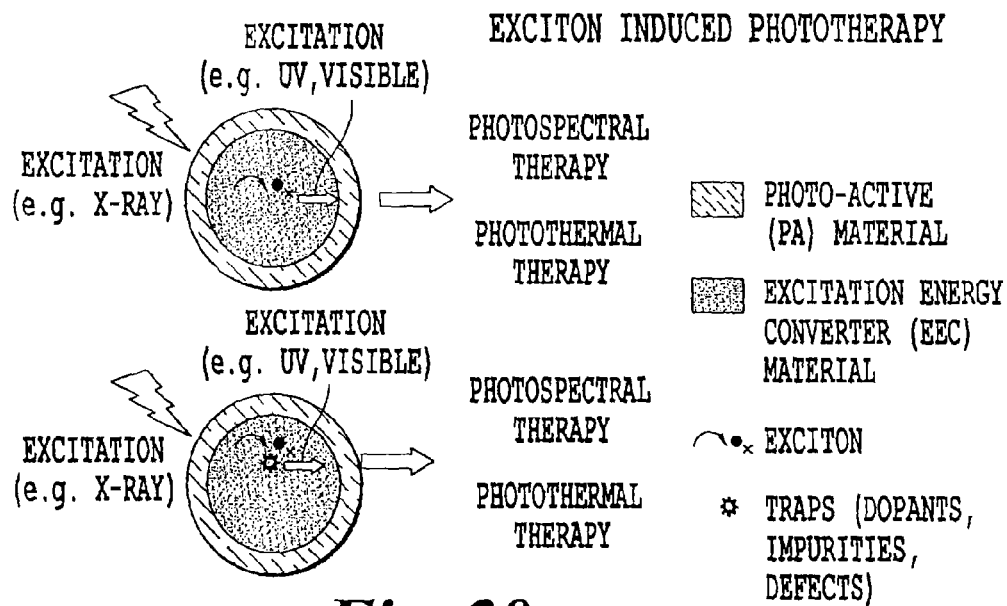 EXCITON INDUCED PHOTOTHERAPY
EXCITATION
(e.g. UV,VISIBLE)
EXCITATION
(e.g. X-RAY)
PHOTOSPECTRAL
THERAPY
PHOTOTHERMAL
THERAPY
EXCITATION
(e.g. UV,VISIBLE)
EXCITATION
(e.g. X-RAY)
PHOTOSPECTRAL
THERAPY
PHOTOTHERMAL
THERAPY
PHOTO-ACTIVE
(PA) MATERIAL
EXCITATION ENERGY
CONVERTER (EEC)
MATERIAL
EXCITON
TRAPS (DOPANTS,
IMPURITIES,
DEFECTS)